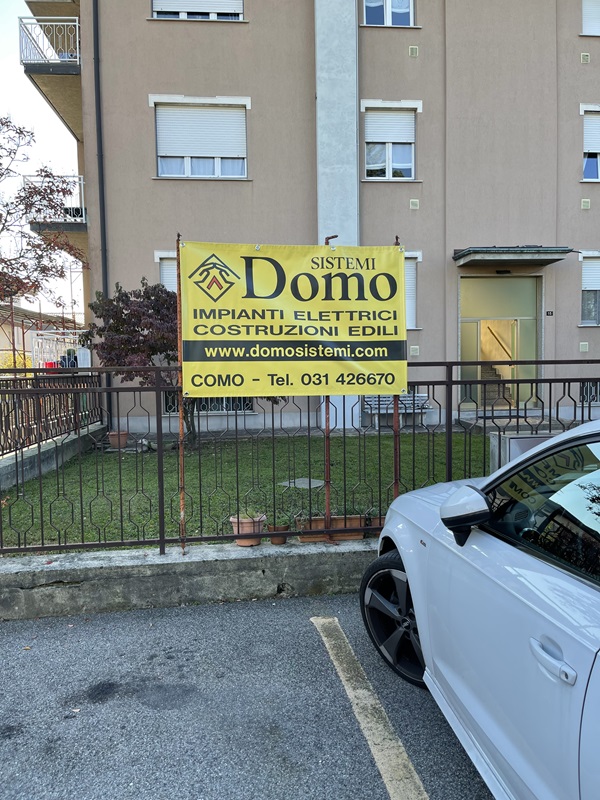 SISTEMI
Domo
IMPIANTI ELETTRICI
COSTRUZIONI EDILI
www.domosistemi.com
COMO - Tel. 031 426670